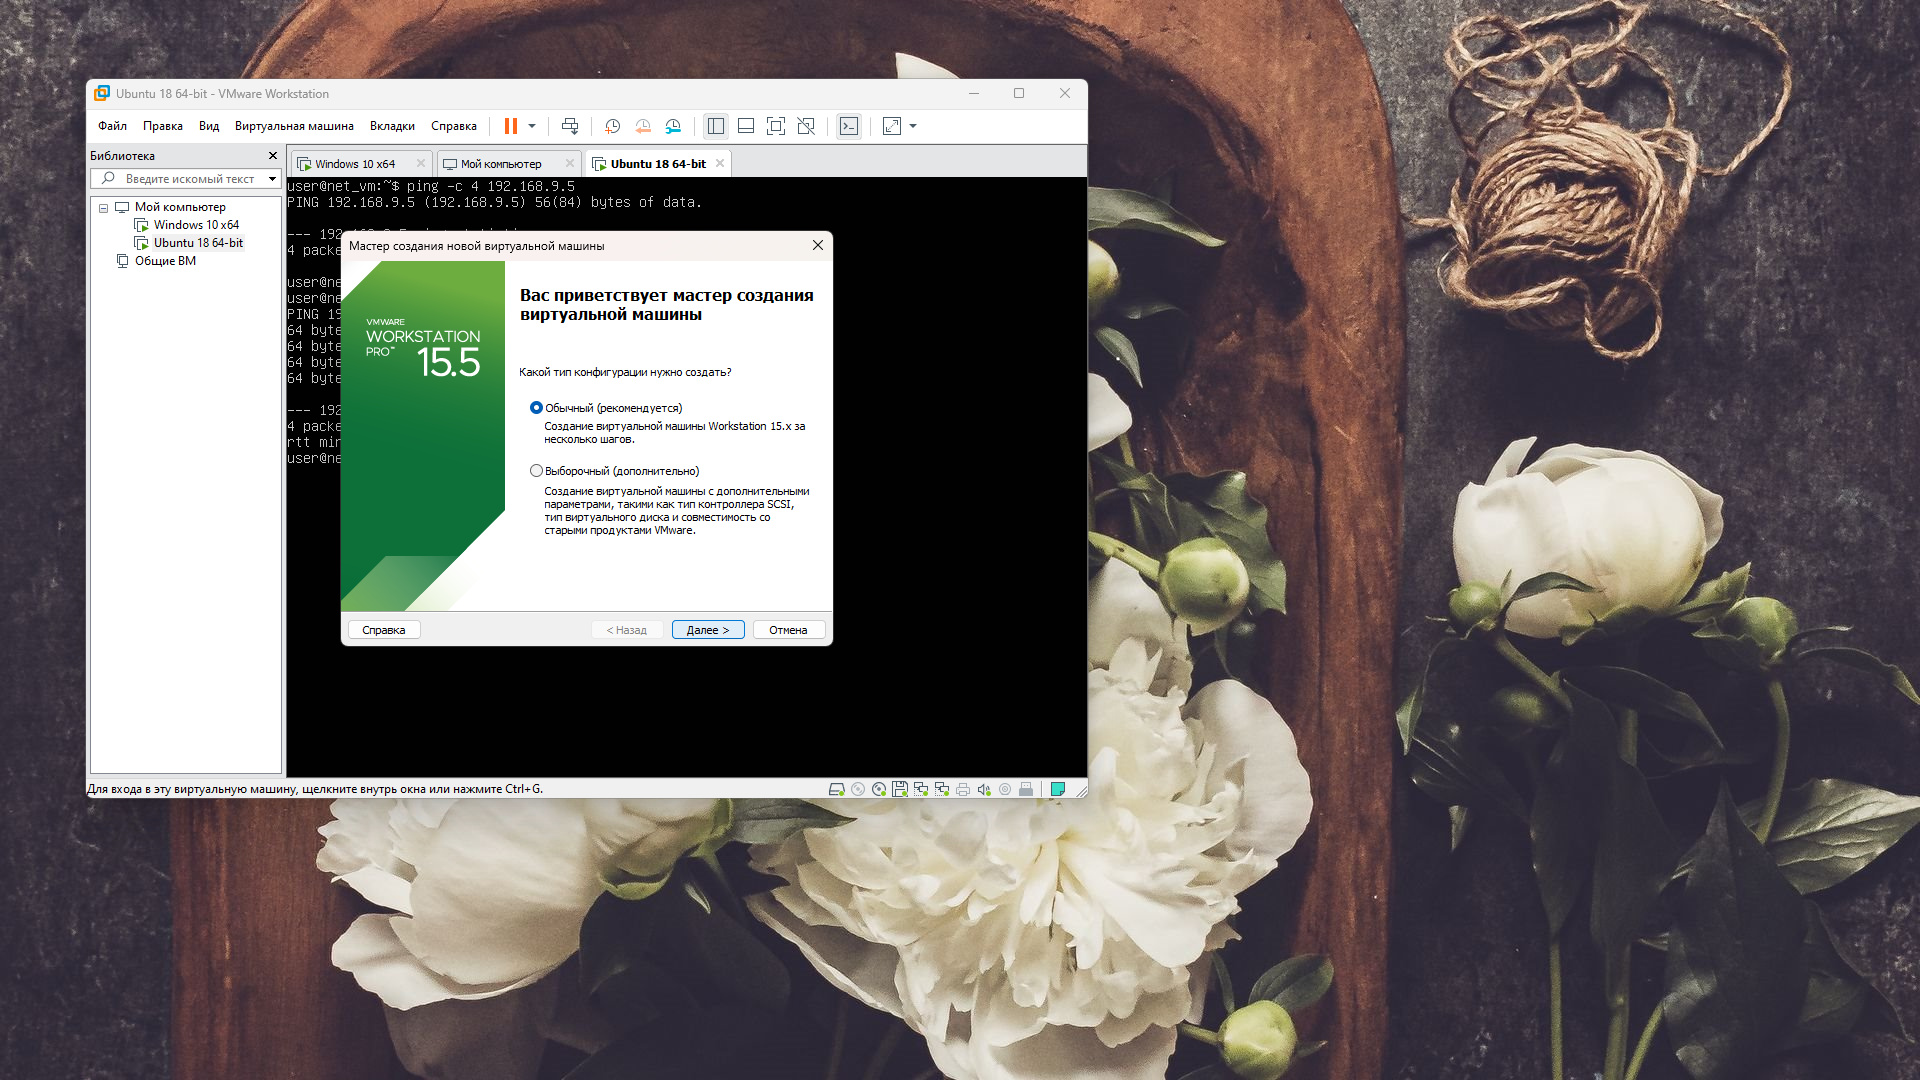 Ubuntu 18 64-bit - VMware Workstation
Файл Правка Вид Виртуальная машина Вкладки Справка
Библиотека
Введите искомый текст
Мой компьютер
Windows 10 x64
Ubuntu 18 64-bit
Общие ВМ
Windows 10 x64 Мой компьютер Ubuntu 18 64-bit
user@net_vm:~$ ping -c 4 192.168.9.5
PING 192.168.9.5 (192.168.9.5) 56(84) bytes of data.
--- 192
4 packe
user@ne
user@ne
PING 19
64 byte
64 byte
64 byte
64 byte
--- 192
4 packe
rtt min
user@ne
Мастер создания новой виртуальной машины
VMWARE
WORKSTATION
PRO™ 15.5
Вас приветствует мастер создания
виртуальной машины
Какой тип конфигурации нужно создать?
Обычный (рекомендуется)
Создание виртуальной машины Workstation 15.x за
несколько шагов.
Выборочный (дополнительно)
Создание виртуальной машины с дополнительными
параметрами, такими как тип контроллера SCSI,
тип виртуального диска и совместимость со
старыми продуктами VMware.
Справка < Назад Далее > Отмена
Для входа в эту виртуальную машину, щелкните внутрь окна или нажмите Ctrl+G.